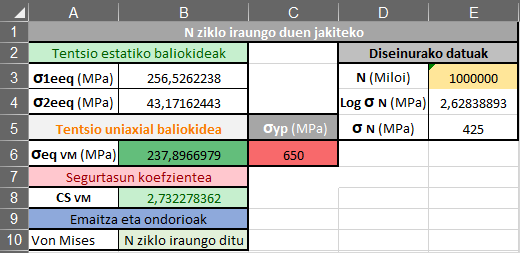 A B C D E
1 N ziklo iraungo duen jakiteko
2 Tentsio estatiko baliokideak Diseinurako datuak
3 σ1eeq (MPa) 256,5262238 N (Miloi) 1000000
4 σ2eeq (MPa) 43,17162443 Log σ N (MPa) 2,62838893
5 Tentsio uniaxial baliokidea σyp (MPa) σ N (MPa) 425
6 σeq VM (MPa) 237,8966979 650
7 Segurtasun koefzientea
8 CS VM 2,732278362
9 Emaitza eta ondorioak
10 Von Mises N ziklo iraungo ditu